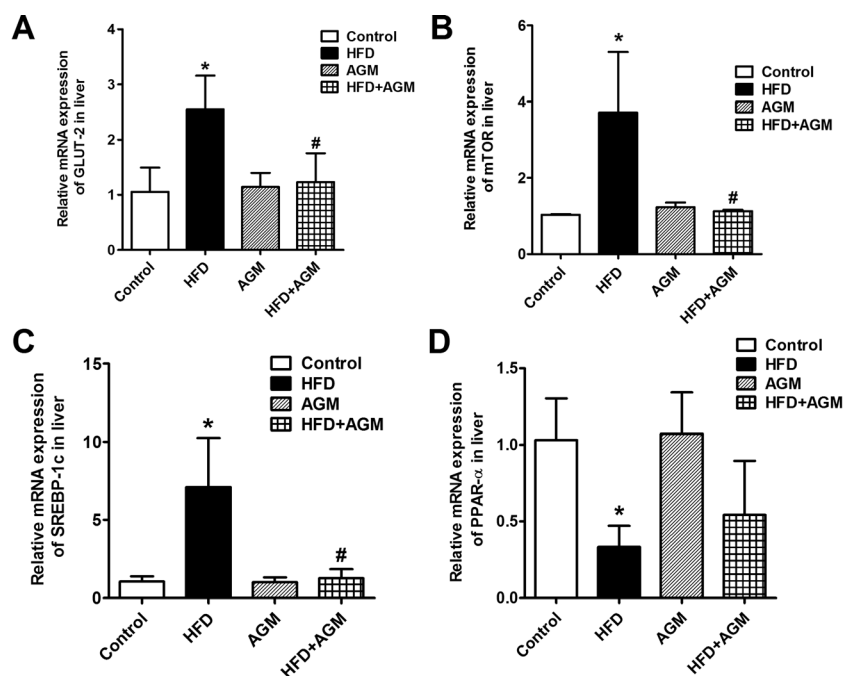 A
Relative mRNA expression
of GLUT-2 in liver
4
3
2
1
0
*
#
Control
HFD
AGM
HFD+AGM
Control
HFD
AGM
HFD+AGM
B
Relative mRNA expression
of mTOR in liver
6
4
2
0
*
#
Control
HFD
AGM
HFD+AGM
Control
HFD
AGM
HFD+AGM
C
Relative mRNA expression
of SREBP-1c in liver
15
10
5
0
*
#
Control
HFD
AGM
HFD+AGM
Control
HFD
AGM
HFD+AGM
D
Relative mRNA expression
of PPAR-α in liver
1.5
1.0
0.5
0.0
*
Control
HFD
AGM
HFD+AGM
Control
HFD
AGM
HFD+AGM